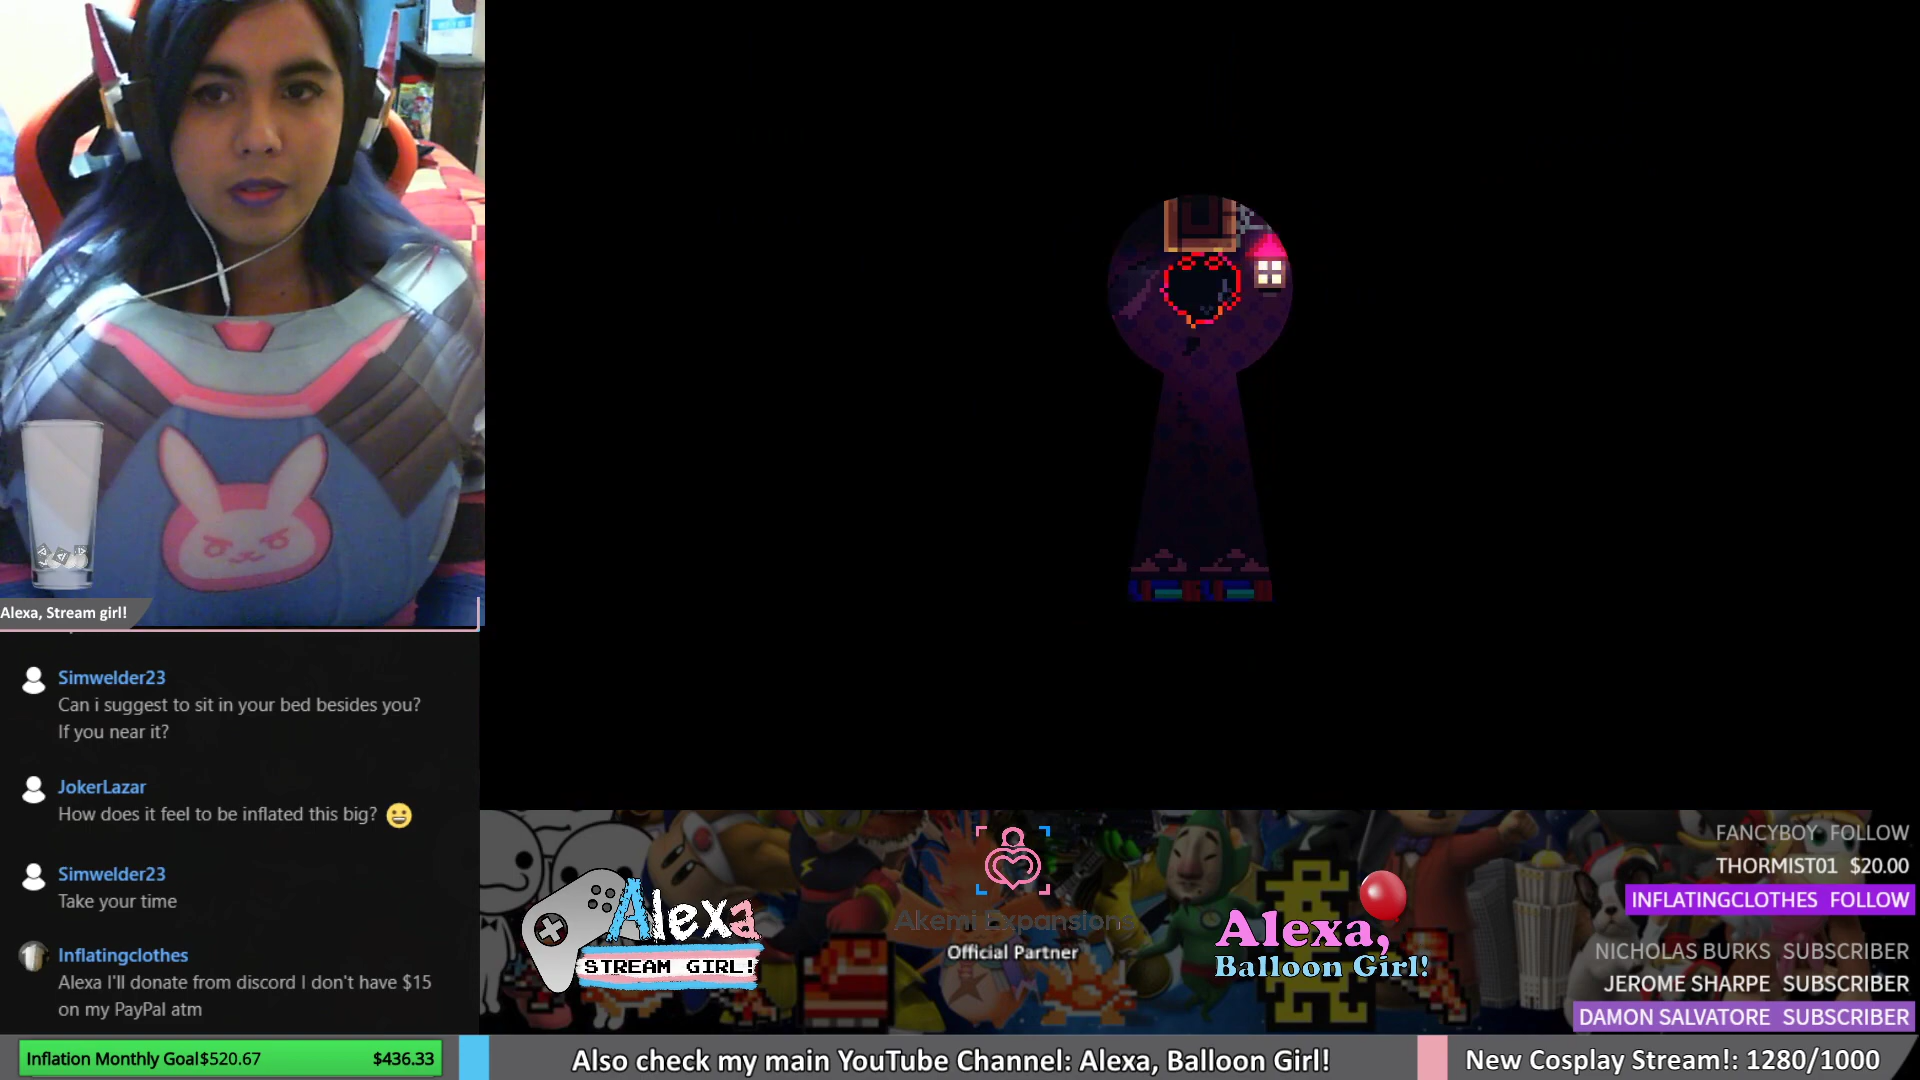 Alexa, Stream girl!
Simwelder23
Can i suggest to sit in your bed besides you?
If you near it?
JokerLazar
How does it feel to be inflated this big? 😀
Simwelder23
Take your time
Inflatingclothes
Alexa I'll donate from discord I don't have $15
on my PayPal atm
Inflation Monthly Goal $520.67 $436.33
Alexa
STREAM GIRL!
Akemi Expansions
Official Partner
Alexa,
Balloon Girl!
FANCYBOY FOLLOW
THORMIST01 $20.00
INFLATINGCLOTHES FOLLOW
NICHOLAS BURKS SUBSCRIBER
JEROME SHARPE SUBSCRIBER
DAMON SALVATORE SUBSCRIBER
Also check my main YouTube Channel: Alexa, Balloon Girl!
New Cosplay Stream!: 1280/1000